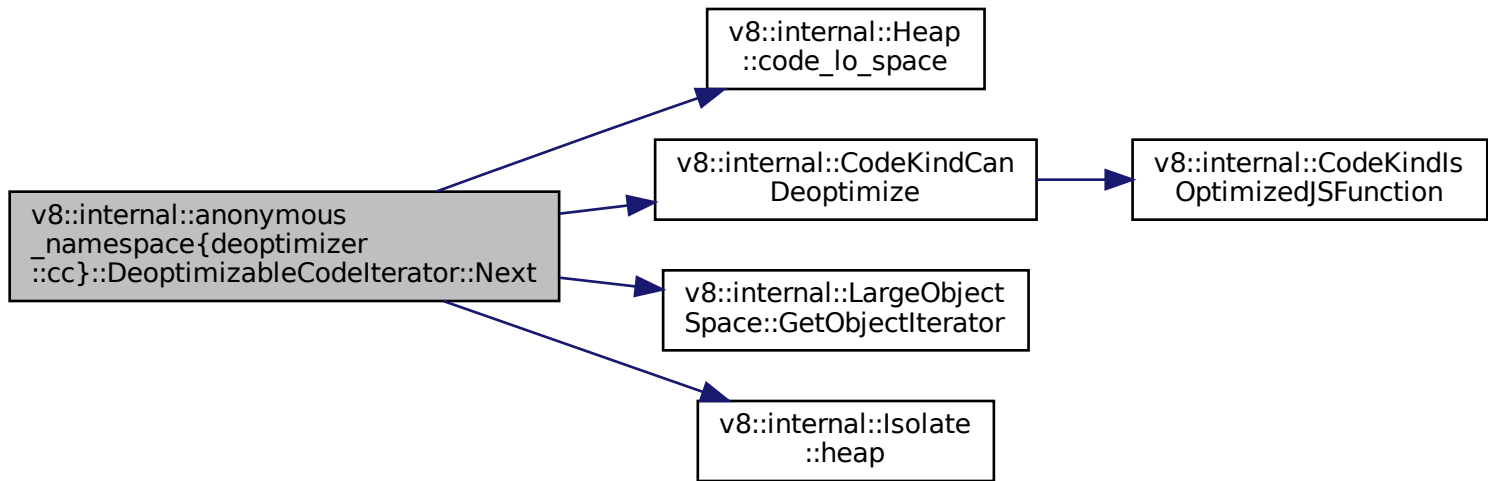 v8::internal::Heap
::code_lo_space
v8::internal::CodeKindCan
Deoptimize
v8::internal::CodeKindIs
OptimizedJSFunction
v8::internal::anonymous
_namespace{deoptimizer
::cc}::DeoptimizableCodeIterator::Next
v8::internal::LargeObject
Space::GetObjectIterator
v8::internal::Isolate
::heap